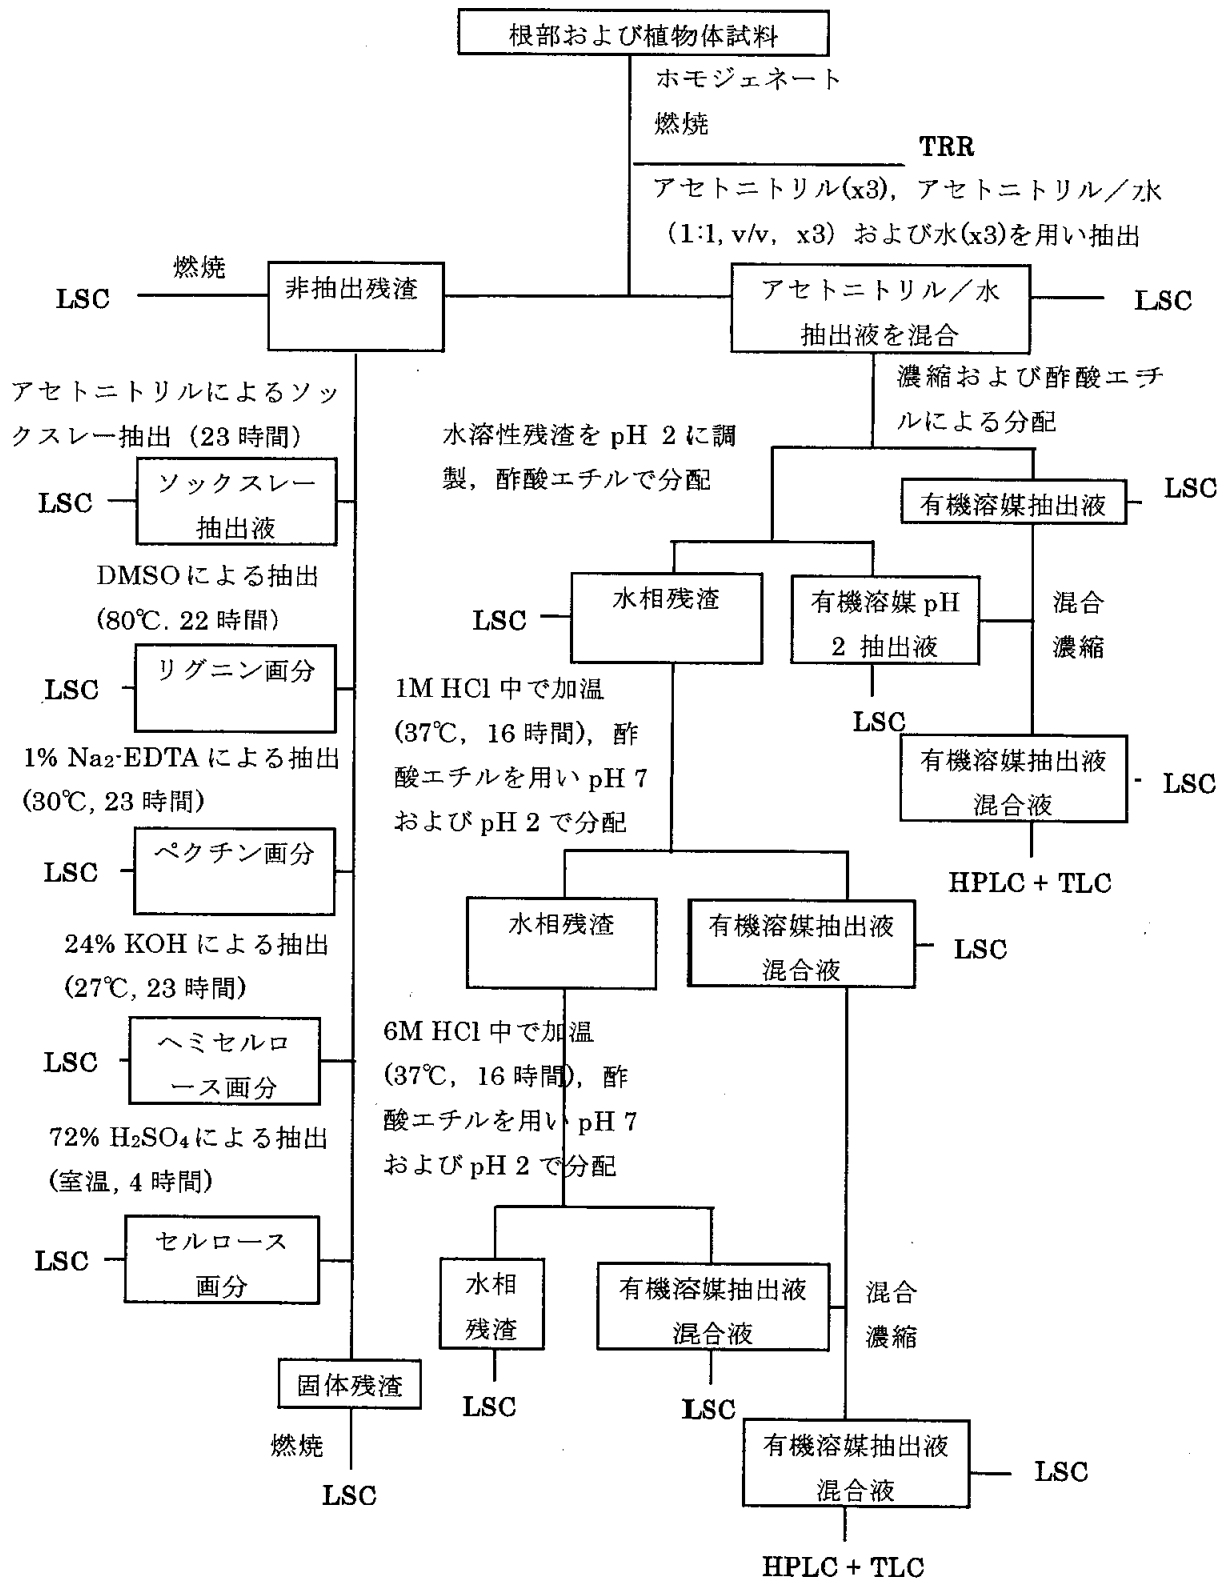 根部および植物体試料
ホモジェネート
燃焼
TRR
アセトニトリル(x3)，アセトニトリル／水
（1:1, v/v，x3）および水(x3)を用い抽出
燃焼
LSC
非抽出残渣
アセトニトリル／水
抽出液を混合
LSC
アセトニトリルによるソッ
クスレー抽出（23 時間）
LSC
ソックスレー
抽出液
DMSO による抽出
(80℃. 22 時間）
LSC
リグニン画分
1% Na₂-EDTA による抽出
(30℃, 23 時間)
LSC
ペクチン画分
24% KOH による抽出
(27℃, 23 時間)
LSC
ヘミセルロ
ース画分
72% H₂SO₄ による抽出
(室温, 4 時間)
LSC
セルロース
画分
固体残渣
燃焼
LSC
濃縮および酢酸エチ
ルによる分配
水溶性残渣を pH 2 に調
製，酢酸エチルで分配
有機溶媒抽出液
LSC
LSC
水相残渣
有機溶媒 pH
2 抽出液
LSC
混合
濃縮
有機溶媒抽出液
混合液
LSC
HPLC + TLC
1M HCl 中で加温
(37℃，16 時間)，酢
酸エチルを用い pH 7
および pH 2 で分配
水相残渣
有機溶媒抽出液
混合液
LSC
6M HCl 中で加温
(37℃，16 時間)，酢
酸エチルを用い pH 7
および pH 2 で分配
水相
残渣
LSC
有機溶媒抽出液
混合液
LSC
混合
濃縮
有機溶媒抽出液
混合液
LSC
HPLC + TLC